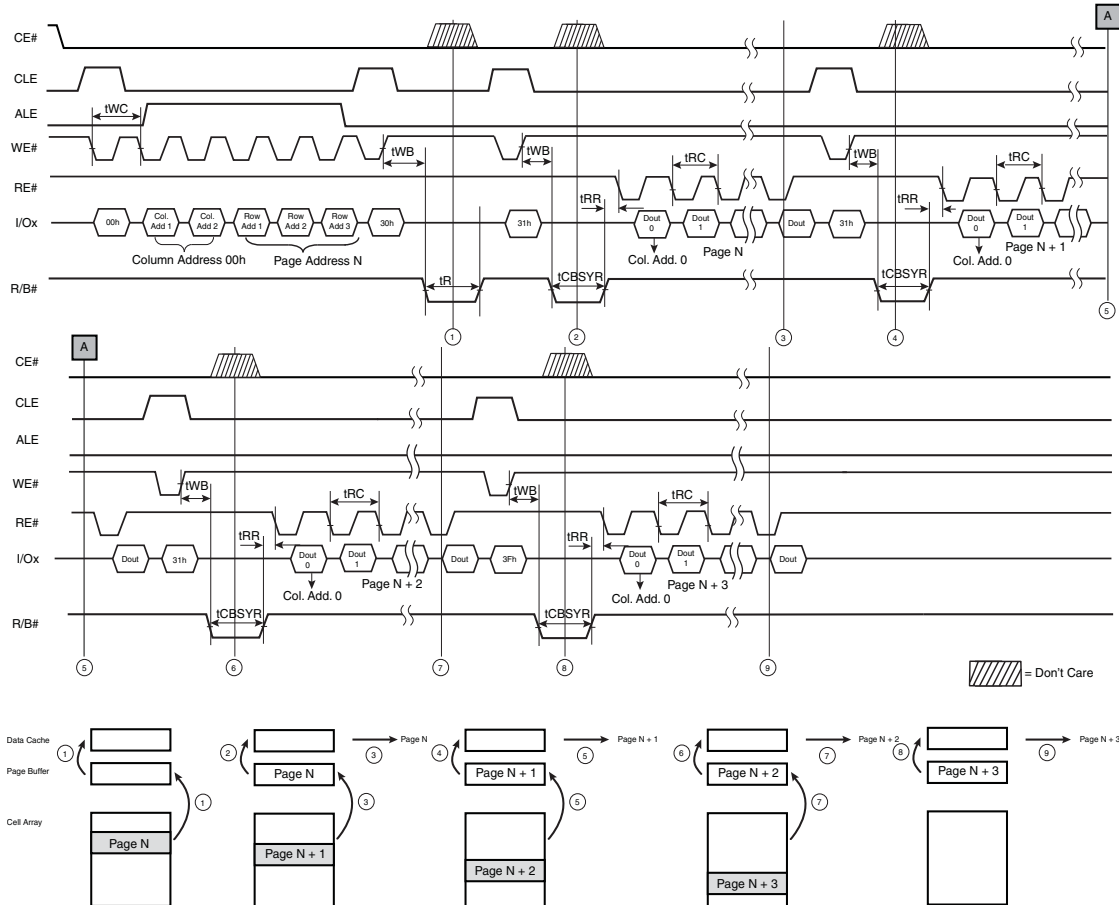 A
CE#
CLE
tWC
ALE
WE#
tWB
tWB
tRC
tWB
tRC
RE#
tRR
tRR
I/Ox
00h
Col. Add 1
Col. Add 2
Row Add 1
Row Add 2
Row Add 3
30h
31h
Dout 0
Dout 1
Dout
31h
Dout 0
Dout 1
Column Address 00h
Page Address N
Page N
Page N + 1
Col. Add. 0
Col. Add. 0
R/B#
tR
tCBSYR
tCBSYR
1
2
3
4
5
A
CE#
CLE
ALE
WE#
tWB
tRC
tWB
tRC
RE#
tRR
tRR
I/Ox
Dout
31h
Dout 0
Dout 1
Dout
3Fh
Dout 0
Dout 1
Dout
Page N + 2
Page N + 3
Col. Add. 0
Col. Add. 0
R/B#
tCBSYR
tCBSYR
5
6
7
8
9
= Don't Care
Data Cache
1
2
3
Page N
4
5
Page N + 1
6
7
Page N + 2
8
9
Page N + 3
Page Buffer
Page N
Page N + 1
Page N + 2
Page N + 3
1
3
5
7
Cell Array
Page N
Page N + 1
Page N + 2
Page N + 3